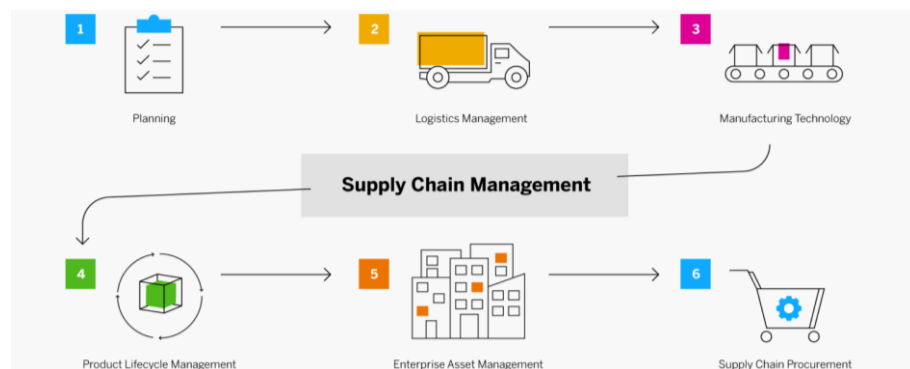 1
2
3
Planning
Logistics Management
Manufacturing Technology
Supply Chain Management
4
5
6
Product Lifecycle Management
Enterprise Asset Management
Supply Chain Procurement